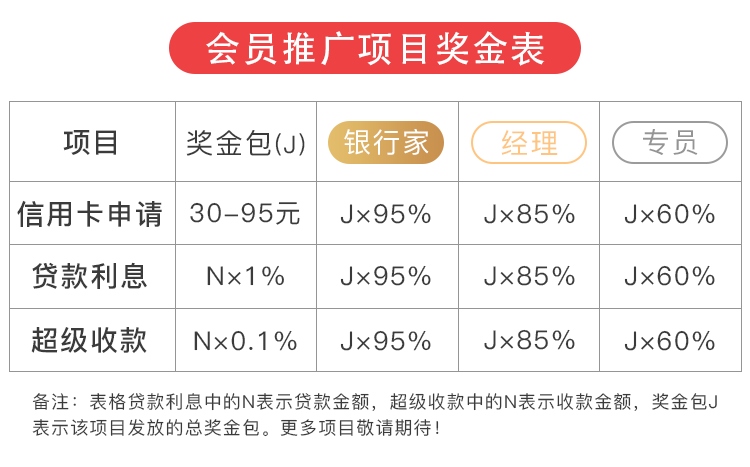 会员推广项目奖金表
项目 奖金包(J) 银行家 经理 专员
信用卡申请 30-95元 J×95% J×85% J×60%
贷款利息 N×1% J×95% J×85% J×60%
超级收款 N×0.1% J×95% J×85% J×60%
备注：表格贷款利息中的N表示贷款金额，超级收款中的N表示收款金额，奖金包J
表示该项目发放的总奖金包。更多项目敬请期待！